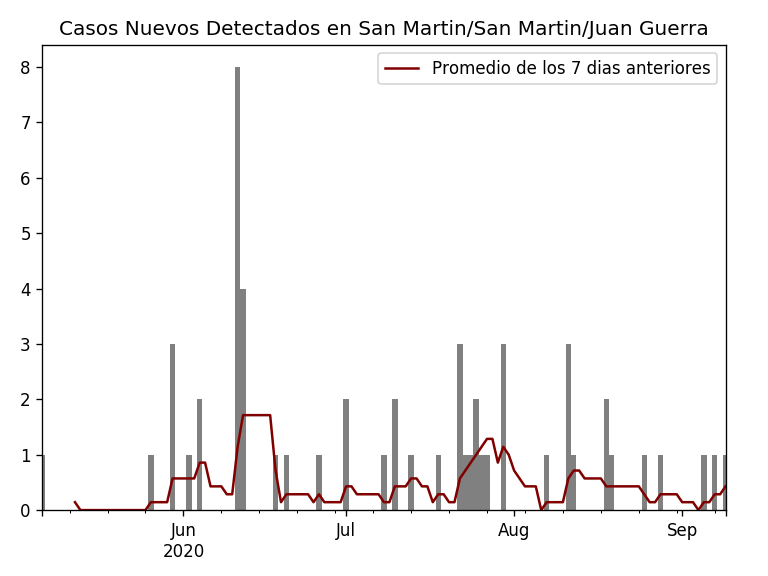 Casos Nuevos Detectados en San Martin/San Martin/Juan Guerra
Promedio de los 7 dias anteriores
8
7
6
5
4
3
2
1
0
Jun
2020
Jul
Aug
Sep